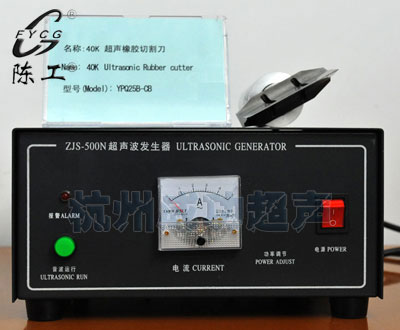 FYCG®
陈工
名称: 40K 超声橡胶切割刀
Name: 40K Ultrasonic Rubber cutter
型号(Model): YPQ25B-CB
ZJS-500N超声波发生器 ULTRASONIC GENERATOR
A
报警ALARM
电源 POWER
音波运行
ULTRASONIC RUN
电 流 CURRENT
功率调节
POWER ADJUST
杭州 超声